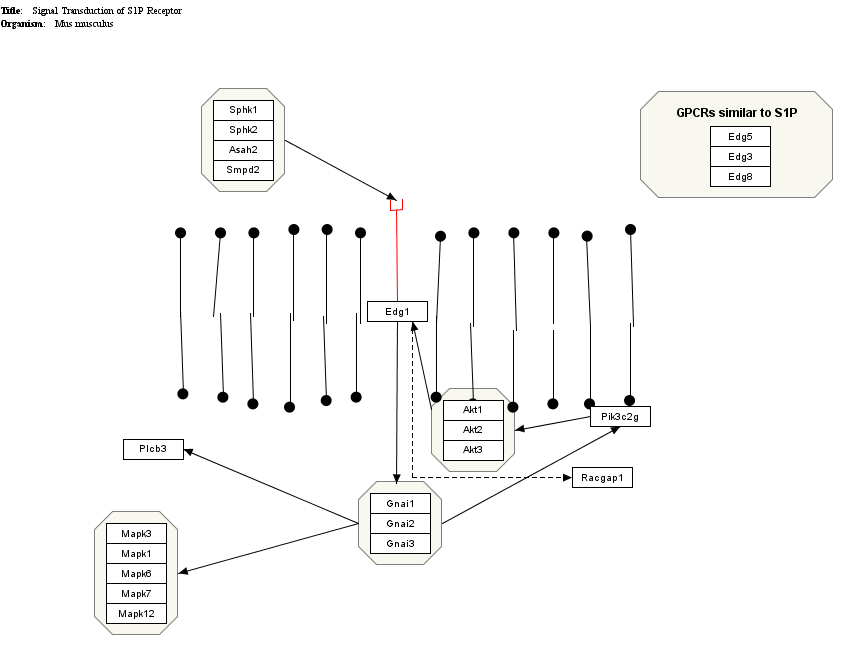 Title: Signal Transduction of S1P Receptor
Organism: Mus musculus
Sphk1
Sphk2
Asah2
Smpd2
GPCRs similar to S1P
Edg5
Edg3
Edg8
Edg1
Akt1
Akt2
Akt3
Pik3c2g
Plcb3
Racgap1
Gnai1
Gnai2
Gnai3
Mapk3
Mapk1
Mapk6
Mapk7
Mapk12